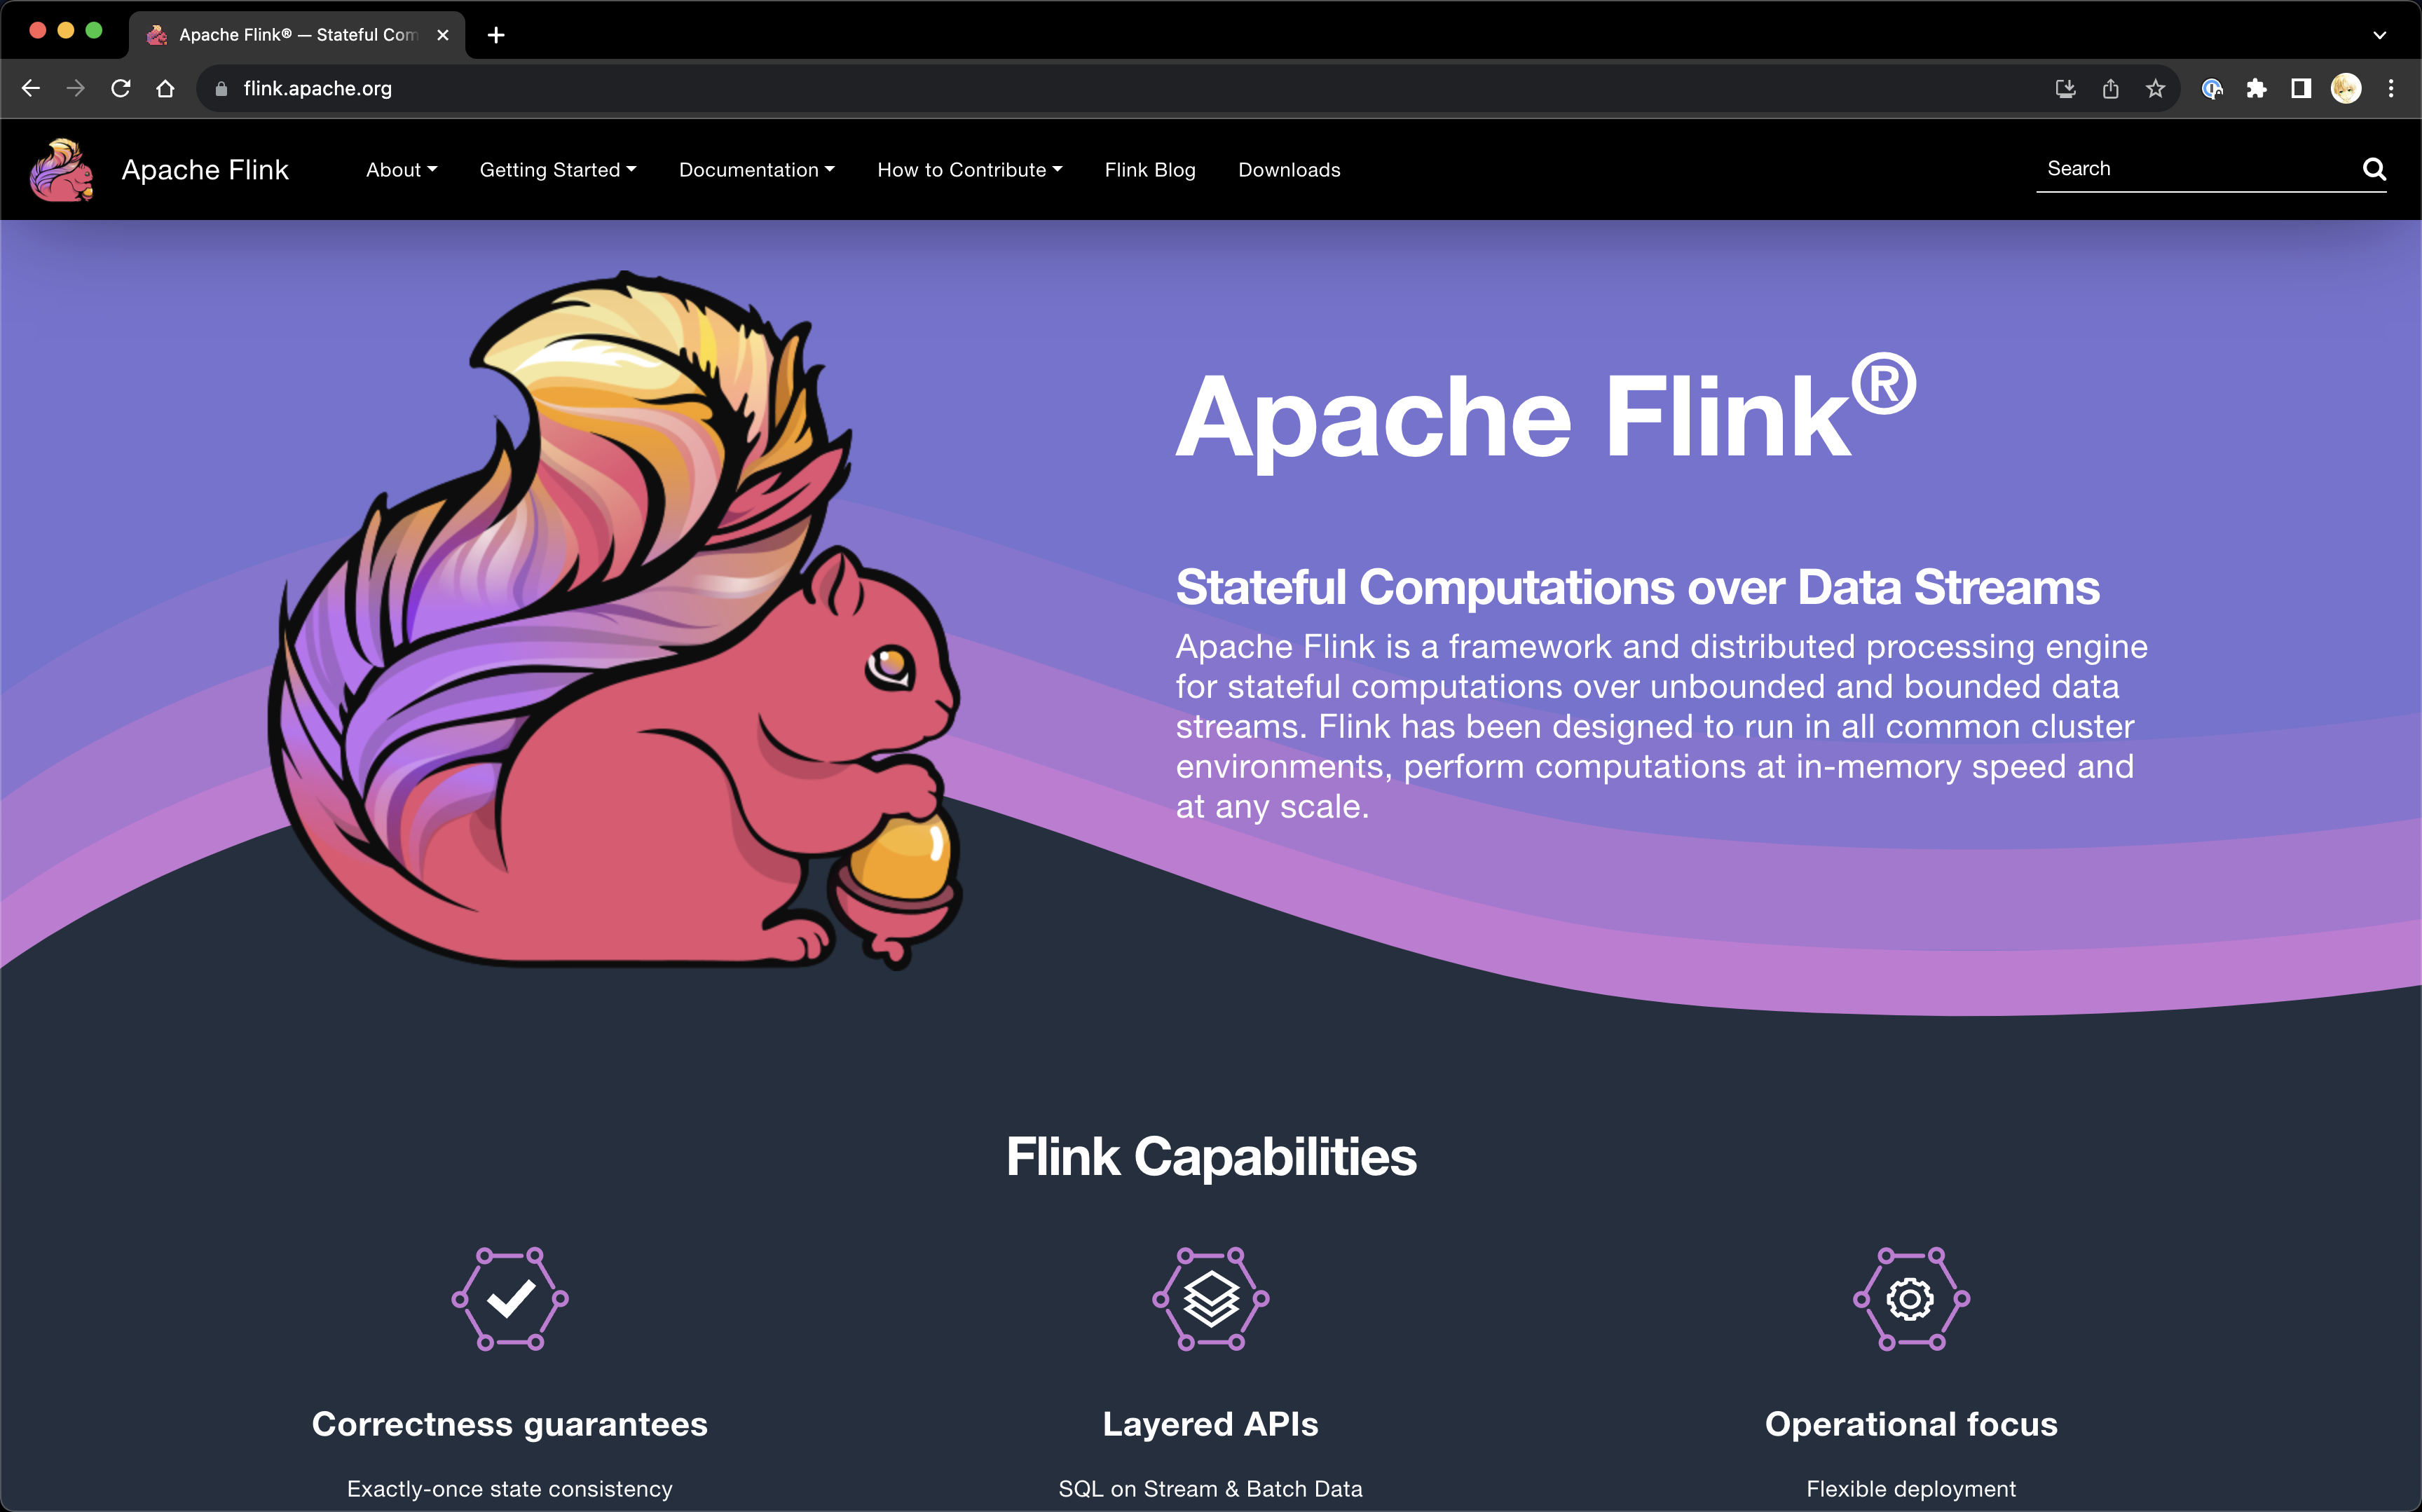 Apache Flink® — Stateful Com
flink.apache.org
Apache Flink
About
Getting Started
Documentation
How to Contribute
Flink Blog
Downloads
Search
Apache Flink®
Stateful Computations over Data Streams
Apache Flink is a framework and distributed processing engine
for stateful computations over unbounded and bounded data
streams. Flink has been designed to run in all common cluster
environments, perform computations at in-memory speed and
at any scale.
Flink Capabilities
Correctness guarantees
Layered APIs
Operational focus
Exactly-once state consistency
SQL on Stream & Batch Data
Flexible deployment